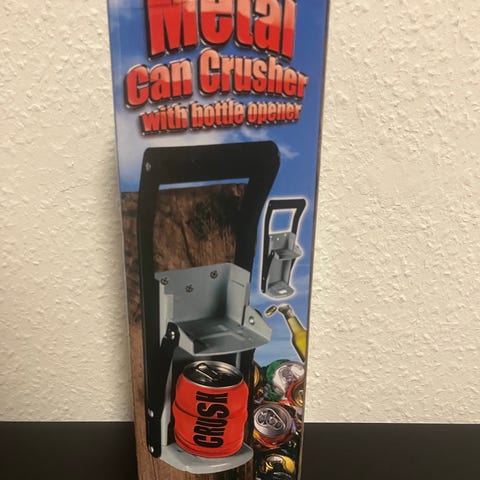 Metal
Can Crusher
with bottle opener
CRUSH